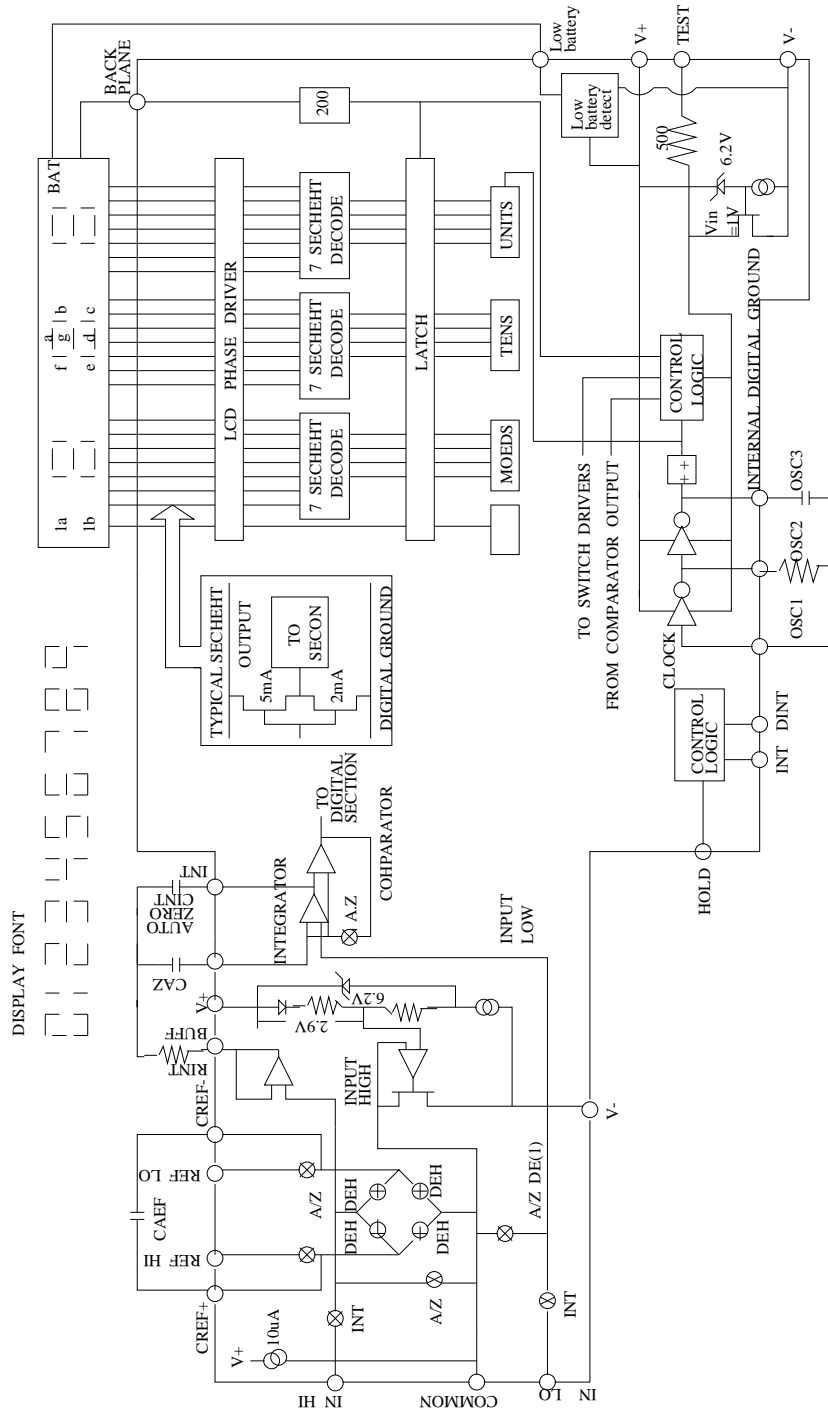 DISPLAY FONT
BACK
PLANE
BAT
1a
1b
a
f
b
g
e
d
c
200
Low
battery
V+
TEST
V-
LCD PHASE DRIVER
7 SECHEHT
DECODE
7 SECHEHT
DECODE
7 SECHEHT
DECODE
LATCH
MOEDS
TENS
UNITS
Low
battery
detect
500
6.2V
Vin
=1V
TYPICAL SECHEHT
OUTPUT
5mA
TO
SECON
2mA
DIGITAL GROUND
TO SWITCH DRIVERS
FROM COMPARATOR OUTPUT
CLOCK
++
CONTROL
LOGIC
INTERNAL DIGITAL GROUND
OSC1
OSC2
OSC3
CONTROL
LOGIC
INT
DINT
HOLD
CREF+
REF HI
CAEF
REF LO
CREF-
RINT
BUFF
V+
CAZ
AUTO
ZERO
CINT
INT
V+
10uA
A/Z
DEH
DEH
DEH
DEH
INT
A/Z
A/Z DE(1)
INT
IN HI
COMMON
IN
LO
INPUT
HIGH
2.9V
6.2V
INTEGRATOR
A.Z
TO
DIGITAL
SECTION
COHPARATOR
INPUT
LOW
V-